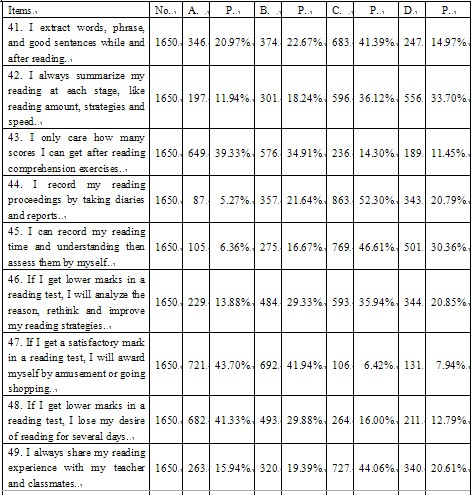 Items. No. A. P. B. P. C. P. D. P.
41. I extract words, phrase,
and good sentences while and
after reading. 1650 346 20.97% 374 22.67% 683 41.39% 247 14.97%
42. I always summarize my
reading at each stage, like
reading amount, strategies and
speed. 1650 197 11.94% 301 18.24% 596 36.12% 556 33.70%
43. I only care how many
scores I can get after reading
comprehension exercises. 1650 649 39.33% 576 34.91% 236 14.30% 189 11.45%
44. I record my reading
proceedings by taking diaries
and reports. 1650 87 5.27% 357 21.64% 863 52.30% 343 20.79%
45. I can record my reading
time and understanding then
assess them by myself. 1650 105 6.36% 275 16.67% 769 46.61% 501 30.36%
46. If I get lower marks in a
reading test, I will analyze the
reason, rethink and improve
my reading strategies. 1650 229 13.88% 484 29.33% 593 35.94% 344 20.85%
47. If I get a satisfactory mark
in a reading test, I will award
myself by amusement or going
shopping. 1650 721 43.70% 692 41.94% 106 6.42% 131 7.94%
48. If I get lower marks in a
reading test, I lose my desire
of reading for several days. 1650 682 41.33% 493 29.88% 264 16.00% 211 12.79%
49. I always share my reading
experience with my teacher
and classmates. 1650 263 15.94% 320 19.39% 727 44.06% 340 20.61%